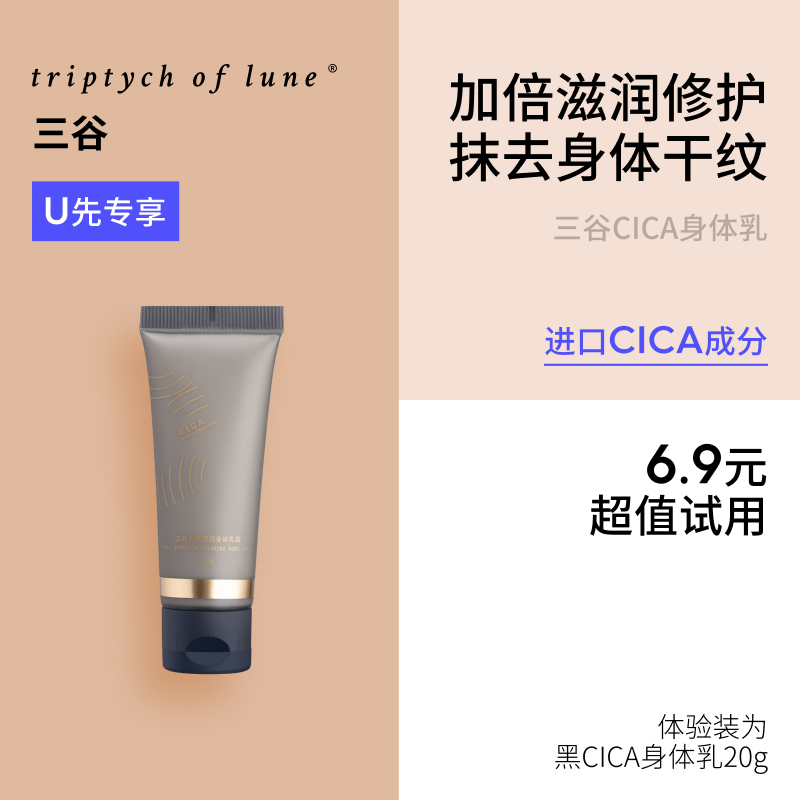 triptych of lune®
三谷
U先专享
加倍滋润修护
抹去身体干纹
三谷CICA身体乳
进口CICA成分
CICA
6.9元
超值试用
体验装为
黑CICA身体乳20g